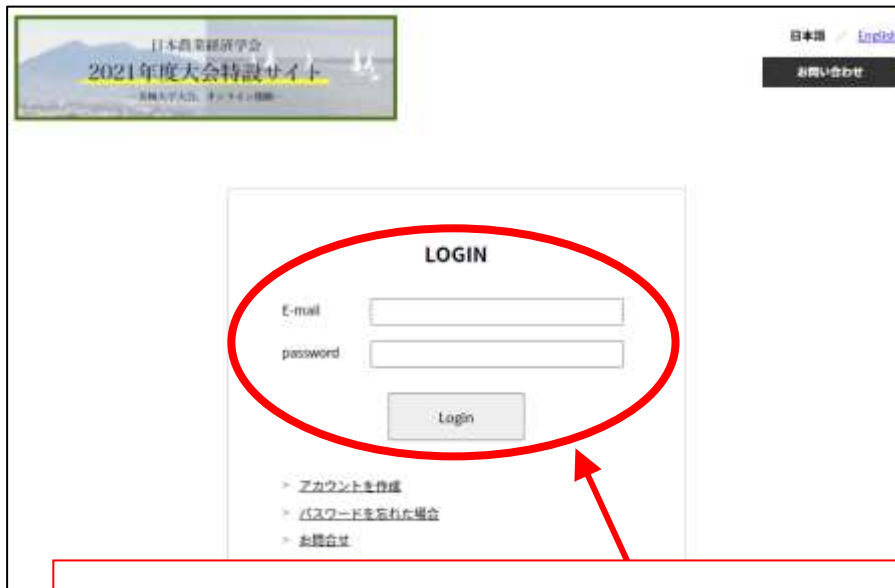 日本農業経済学会
日本語 / English
2021年度大会特設サイト
お問い合わせ
LOGIN
E-mail
password
Login
> アカウントを作成
> パスワードを忘れた場合
> お問合せ